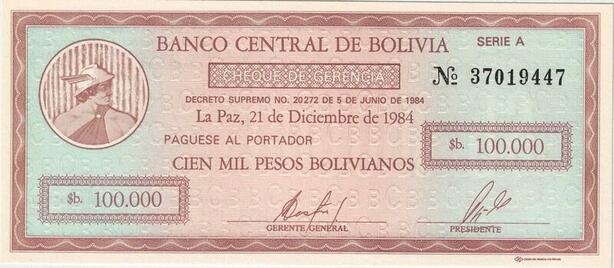 BANCO CENTRAL DE BOLIVIA
SERIE A
CHEQUE DE GERENCIA
Nº 37019447
DECRETO SUPREMO NO. 20272 DE 5 DE JUNIO DE 1984
La Paz, 21 de Diciembre de 1984
PAGUESE AL PORTADOR
$b. 100.000
CIEN MIL PESOS BOLIVIANOS
$b. 100.000
GERENTE GENERAL
PRESIDENTE